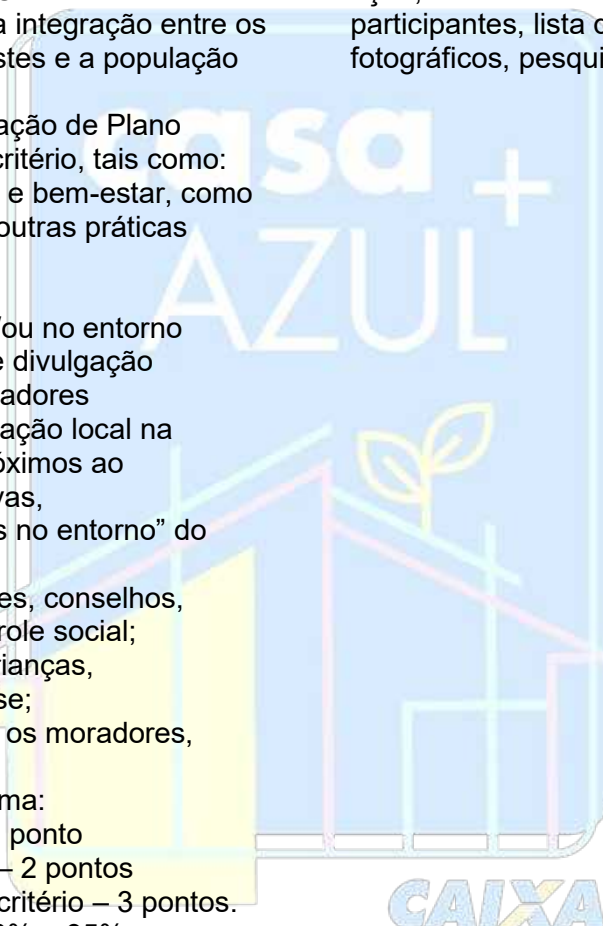 a integração entre os
stes e a população
participantes, lista
fotográficos,
ação de Plano
critério, tais como:
e bem-estar, como
outras práticas
ou no entorno
e divulgação
adores
ação local na
óximos ao
vas,
s no entorno” do
es, conselhos,
role social;
rianças,
se;
os moradores,
ma:
ponto
– 2 pontos
critério – 3 pontos.
casa +
AZUL
CAIXA